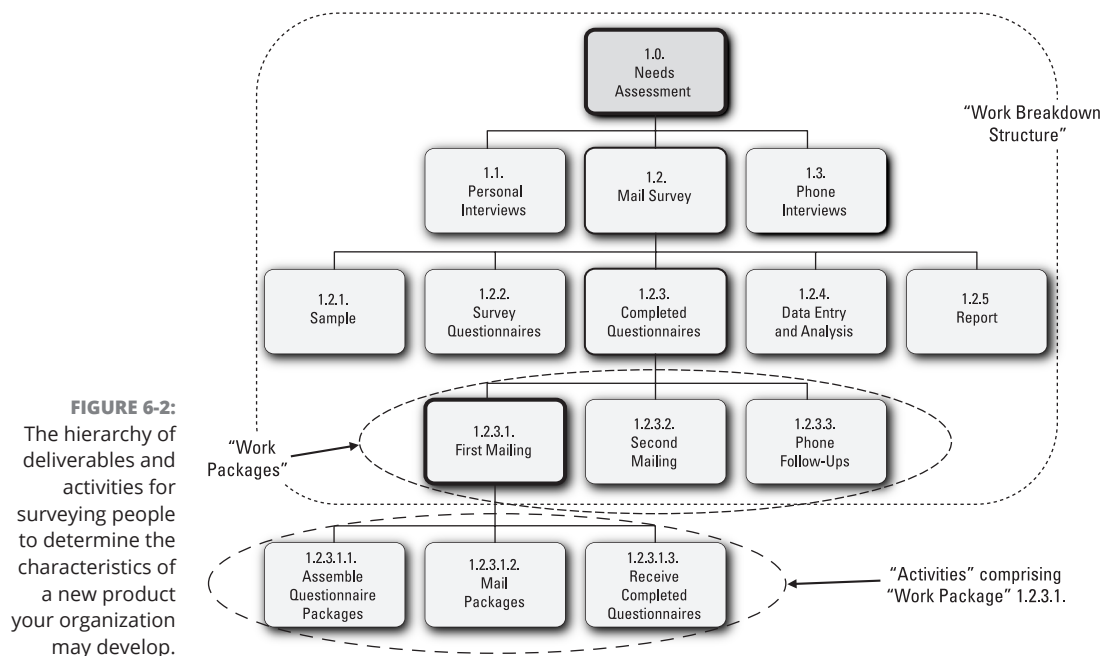 1.0.
Needs
Assessment
"Work Breakdown
Structure"
1.1.
Personal
Interviews
1.2.
Mail Survey
1.3.
Phone
Interviews
1.2.1.
Sample
1.2.2.
Survey
Questionnaires
1.2.3.
Completed
Questionnaires
1.2.4.
Data Entry
and Analysis
1.2.5
Report
"Work
Packages"
1.2.3.1.
First Mailing
1.2.3.2.
Second
Mailing
1.2.3.3.
Phone
Follow-Ups
1.2.3.1.1.
Assemble
Questionnaire
Packages
1.2.3.1.2.
Mail
Packages
1.2.3.1.3.
Receive
Completed
Questionnaires
"Activities" comprising
"Work Package" 1.2.3.1.
FIGURE 6-2:
The hierarchy of
deliverables and
activities for
surveying people
to determine the
characteristics of
a new product
your organization
may develop.